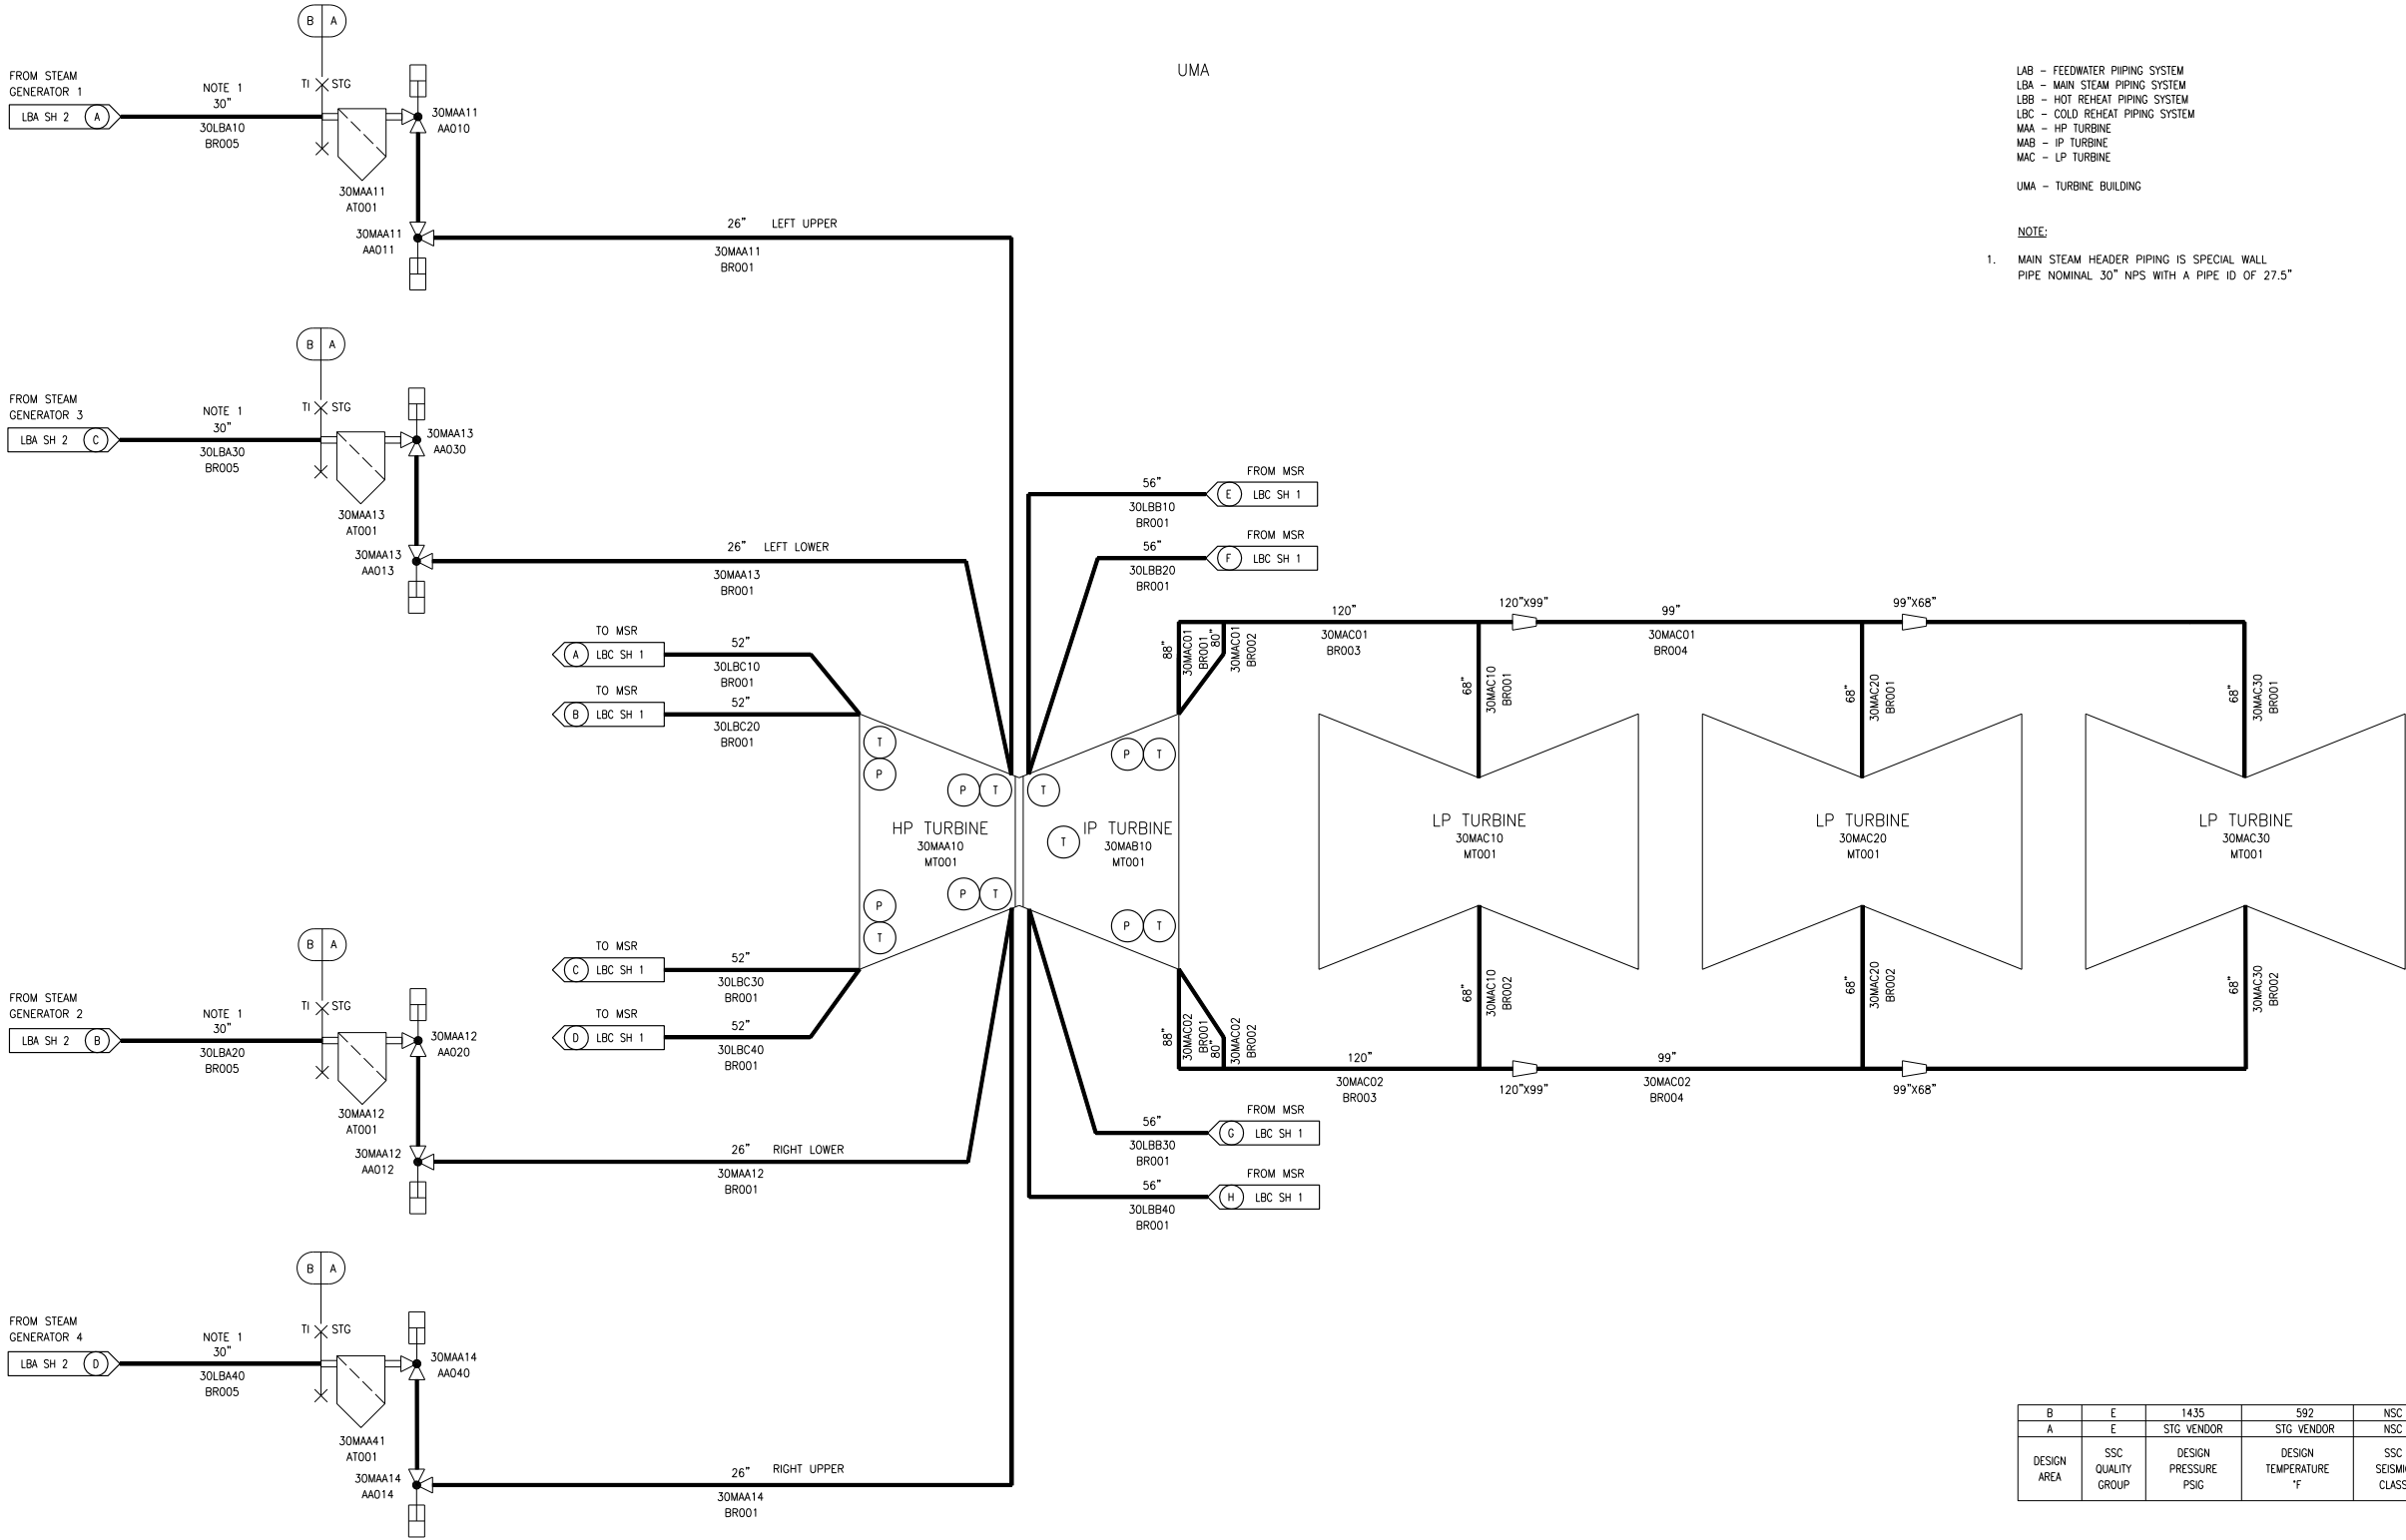 UMA
LAB - FEEDWATER PIIPING SYSTEM
LBA - MAIN STEAM PIPING SYSTEM
LBB - HOT REHEAT PIPING SYSTEM
LBC - COLD REHEAT PIPING SYSTEM
MAA - HP TURBINE
MAB - IP TURBINE
MAC - LP TURBINE
UMA - TURBINE BUILDING
NOTE:
1. MAIN STEAM HEADER PIPING IS SPECIAL WALL
PIPE NOMINAL 30" NPS WITH A PIPE ID OF 27.5"
B A
FROM STEAM
GENERATOR 1
LBA SH 2 A
NOTE 1
30"
30LBA10
BR005
TI STG
30MAA11
AA010
30MAA11
AT001
30MAA11
AA011
26" LEFT UPPER
30MAA11
BR001
B A
FROM STEAM
GENERATOR 3
LBA SH 2 C
NOTE 1
30"
30LBA30
BR005
TI STG
30MAA13
AA030
30MAA13
AT001
30MAA13
AA013
26" LEFT LOWER
30MAA13
BR001
FROM MSR
56"
E LBC SH 1
30LBB10
BR001
FROM MSR
56"
F LBC SH 1
30LBB20
BR001
TO MSR
A LBC SH 1
52"
30LBC10
BR001
TO MSR
B LBC SH 1
52"
30LBC20
BR001
88"
30MAC01
BR001
80"
30MAC01
BR002
120"
30MAC01
BR003
120"X99"
99"
30MAC01
BR004
99"X68"
68"
30MAC10
BR001
68"
30MAC20
BR001
68"
30MAC30
BR001
T
P
P T
T
P T
HP TURBINE
30MAA10
MT001
T
IP TURBINE
30MAB10
MT001
P T
P
T
P T
LP TURBINE
30MAC10
MT001
LP TURBINE
30MAC20
MT001
LP TURBINE
30MAC30
MT001
TO MSR
C LBC SH 1
52"
30LBC30
BR001
TO MSR
D LBC SH 1
52"
30LBC40
BR001
88"
30MAC02
BR001
80"
30MAC02
BR002
120"
30MAC02
BR003
120"X99"
99"
30MAC02
BR004
99"X68"
68"
30MAC10
BR002
68"
30MAC20
BR002
68"
30MAC30
BR002
FROM MSR
56"
G LBC SH 1
30LBB30
BR001
FROM MSR
56"
H LBC SH 1
30LBB40
BR001
B A
FROM STEAM
GENERATOR 2
LBA SH 2 B
NOTE 1
30"
30LBA20
BR005
TI STG
30MAA12
AA020
30MAA12
AT001
30MAA12
AA012
26" RIGHT LOWER
30MAA12
BR001
B A
FROM STEAM
GENERATOR 4
LBA SH 2 D
NOTE 1
30"
30LBA40
BR005
TI STG
30MAA14
AA040
30MAA41
AT001
30MAA14
AA014
26" RIGHT UPPER
30MAA14
BR001
B E 1435 592 NSC
A E STG VENDOR STG VENDOR NSC
DESIGN
AREA
SSC
QUALITY
GROUP
DESIGN
PRESSURE
PSIG
DESIGN
TEMPERATURE
°F
SSC
CLASS